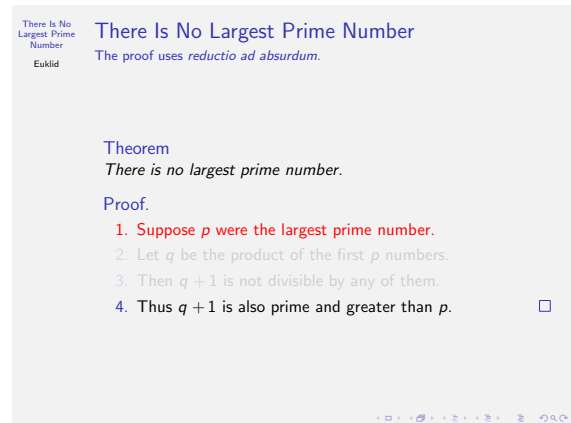 There Is No
Largest Prime
Number
Euklid
There Is No Largest Prime Number
The proof uses reductio ad absurdum.
Theorem
There is no largest prime number.
Proof.
1. Suppose p were the largest prime number.
2. Let q be the product of the first p numbers.
3. Then q + 1 is not divisible by any of them.
4. Thus q + 1 is also prime and greater than p.